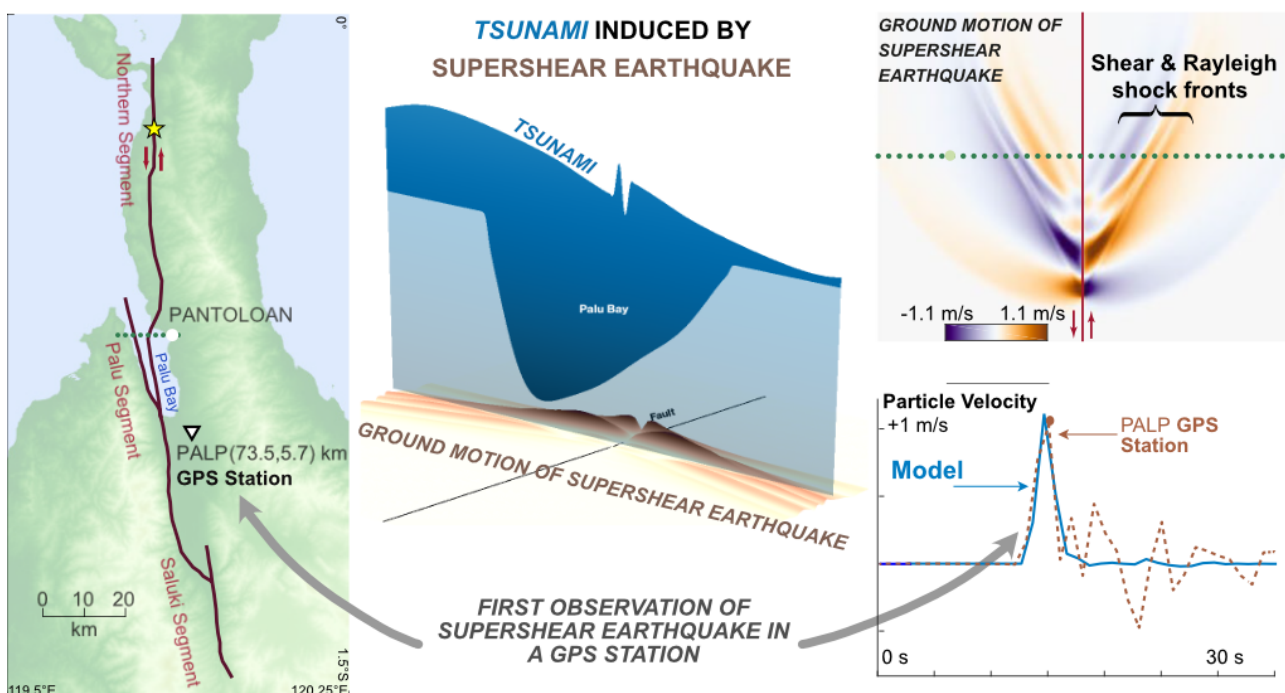 0°
Northern Segment
PANTOLOAN
Palu Bay
Palu Segment
PALP(73.5,5.7) km
GPS Station
Saluki Segment
0 10 20
km
1.5°S
119.5°E
120.25°E
TSUNAMI INDUCED BY
SUPERSHEAR EARTHQUAKE
TSUNAMI
Palu Bay
Fault
GROUND MOTION OF SUPERSHEAR EARTHQUAKE
FIRST OBSERVATION OF
SUPERSHEAR EARTHQUAKE IN
A GPS STATION
GROUND MOTION OF
SUPERSHEAR
EARTHQUAKE
Shear & Rayleigh
shock fronts
-1.1 m/s 1.1 m/s
Particle Velocity
+1 m/s
PALP GPS
Station
Model
0 s 30 s